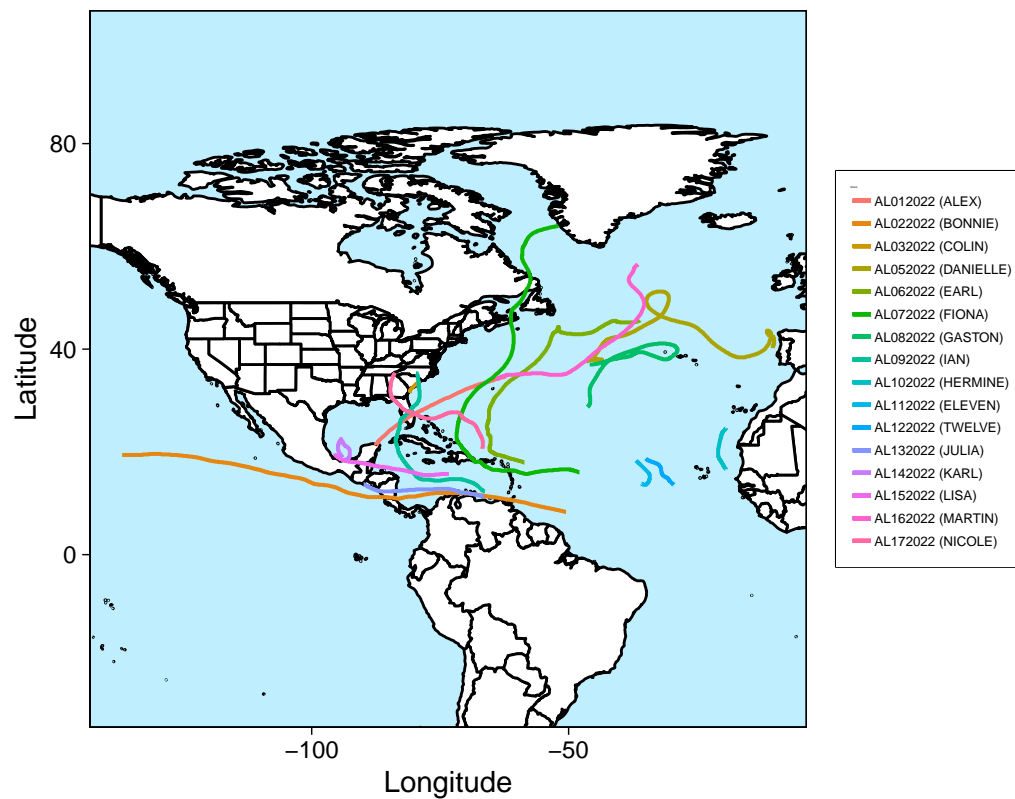 80
40
0
Latitude
−100
−50
Longitude
AL012022 (ALEX)
AL022022 (BONNIE)
AL032022 (COLIN)
AL052022 (DANIELLE)
AL062022 (EARL)
AL072022 (FIONA)
AL082022 (GASTON)
AL092022 (IAN)
AL102022 (HERMINE)
AL112022 (ELEVEN)
AL122022 (TWELVE)
AL132022 (JULIA)
AL142022 (KARL)
AL152022 (LISA)
AL162022 (MARTIN)
AL172022 (NICOLE)